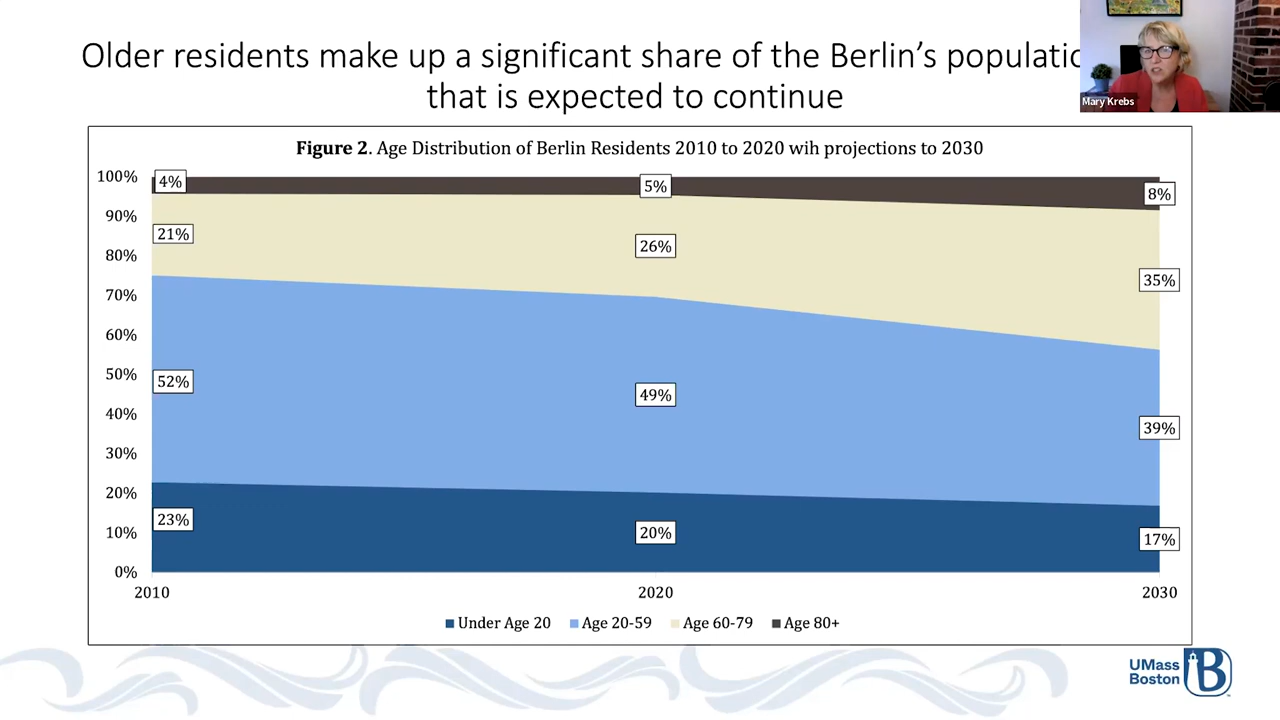 Older residents make up a significant share of the Berlin's
that is expected to continue
Mary Krebs
Figure 2. Age Distribution of Berlin Residents 2010 to 2020 wih projections to 2030
100%
90%
80%
70%
60%
50%
40%
30%
20%
10%
0%
4%
21%
52%
23%
5%
26%
49%
20%
8%
35%
39%
17%
2010 2020 2030
Under Age 20 Age 20-59 Age 60-79 Age 80+
UMass
Boston
B